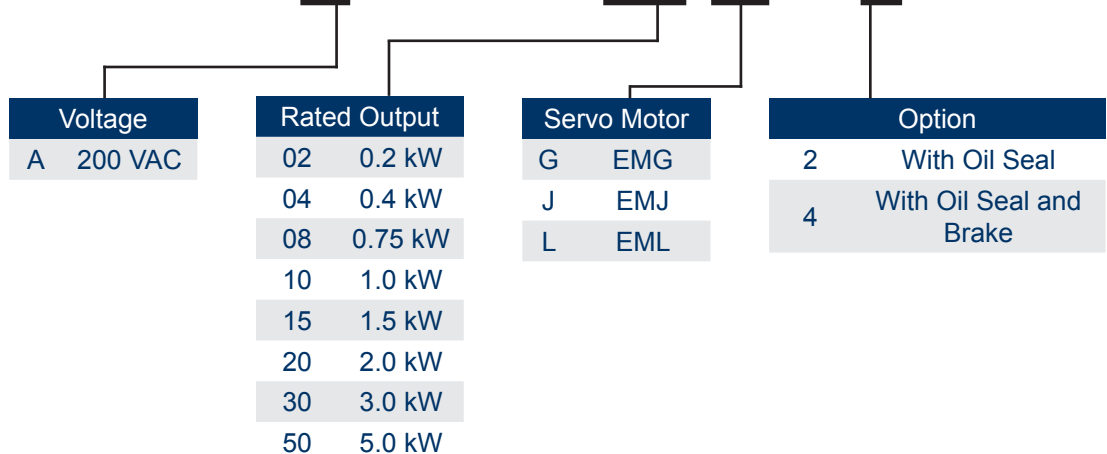 Voltage
A 200 VAC
Rated Output
02 0.2 kW
04 0.4 kW
08 0.75 kW
10 1.0 kW
15 1.5 kW
20 2.0 kW
30 3.0 kW
50 5.0 kW
Servo Motor
G EMG
J EMJ
L EML
Option
2 With Oil Seal
4 With Oil Seal and
Brake